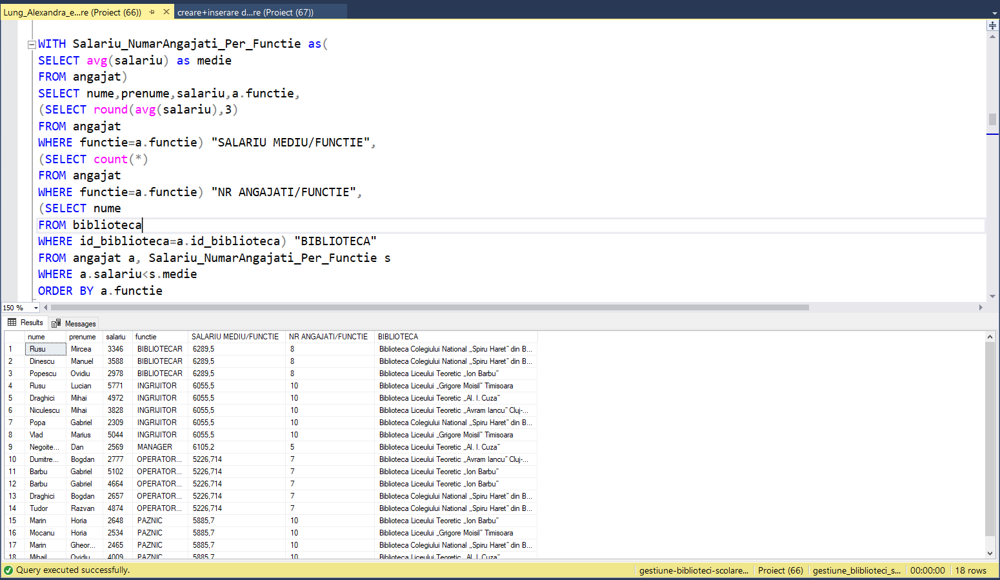 Lung_Alexandra_e...re (Proiect (66))
creare+inserare d...re (Proiect (67))
WITH Salariu_NumarAngajati_Per_Functie as(
SELECT avg(salariu) as medie
FROM angajat)
SELECT nume,prenume,salariu,a.functie,
(SELECT round(avg(salariu),3)
FROM angajat
WHERE functie=a.functie) "SALARIU MEDIU/FUNCTIE",
(SELECT count(*)
FROM angajat
WHERE functie=a.functie) "NR ANGAJATI/FUNCTIE",
(SELECT nume
FROM biblioteca
WHERE id_biblioteca=a.id_biblioteca) "BIBLIOTECA"
FROM angajat a, Salariu_NumarAngajati_Per_Functie s
WHERE a.salariu<s.medie
ORDER BY a.functie
150 %
Results Messages
nume prenume salariu functie SALARIU MEDIU/FUNCTIE NR ANGAJATI/FUNCTIE BIBLIOTECA
1 Rusu Mircea 3346 BIBLIOTECAR 6289,5 8 Biblioteca Colegiului National „Spiru Haret” din B...
2 Dinescu Manuel 3588 BIBLIOTECAR 6289,5 8 Biblioteca Colegiului National „Spiru Haret” din B...
3 Popescu Ovidiu 2978 BIBLIOTECAR 6289,5 8 Biblioteca Liceului Teoretic „Ion Barbu”
4 Rusu Lucian 5771 INGRIJITOR 6055,5 10 Biblioteca Liceului „Grigore Moisil” Timisoara
5 Draghici Mihai 4972 INGRIJITOR 6055,5 10 Biblioteca Liceului Teoretic „Al. I. Cuza”
6 Niculescu Mihai 3828 INGRIJITOR 6055,5 10 Biblioteca Liceului Teoretic „Avram Iancu” Cluj-...
7 Popa Gabriel 2309 INGRIJITOR 6055,5 10 Biblioteca Colegiului National „Spiru Haret” din B...
8 Vlad Marius 5044 INGRIJITOR 6055,5 10 Biblioteca Liceului „Grigore Moisil” Timisoara
9 Negoite... Dan 2569 MANAGER 6105,2 5 Biblioteca Liceului Teoretic „Al. I. Cuza”
10 Dumitre... Bogdan 2777 OPERATOR... 5226,714 7 Biblioteca Liceului Teoretic „Avram Iancu” Cluj-...
11 Barbu Gabriel 5102 OPERATOR... 5226,714 7 Biblioteca Liceului Teoretic „Ion Barbu”
12 Barbu Gabriel 4664 OPERATOR... 5226,714 7 Biblioteca Liceului Teoretic „Ion Barbu”
13 Draghici Bogdan 2657 OPERATOR... 5226,714 7 Biblioteca Colegiului National „Spiru Haret” din B...
14 Tudor Razvan 4874 OPERATOR... 5226,714 7 Biblioteca Colegiului National „Spiru Haret” din B...
15 Marin Horia 2648 PAZNIC 5885,7 10 Biblioteca Liceului Teoretic „Ion Barbu”
16 Mocanu Horia 2534 PAZNIC 5885,7 10 Biblioteca Liceului „Grigore Moisil” Timisoara
17 Marin Gheor... 2465 PAZNIC 5885,7 10 Biblioteca Colegiului National „Spiru Haret” din B...
18 Mihail Ovidiu 4009 PAZNIC 5885,7 10 Biblioteca Liceului Teoretic „Al. I. Cuza”
Query executed successfully.
gestiune-biblioteci-scolare... Proiect (66) gestiune_bliblioteci_s... 00:00:00 18 rows